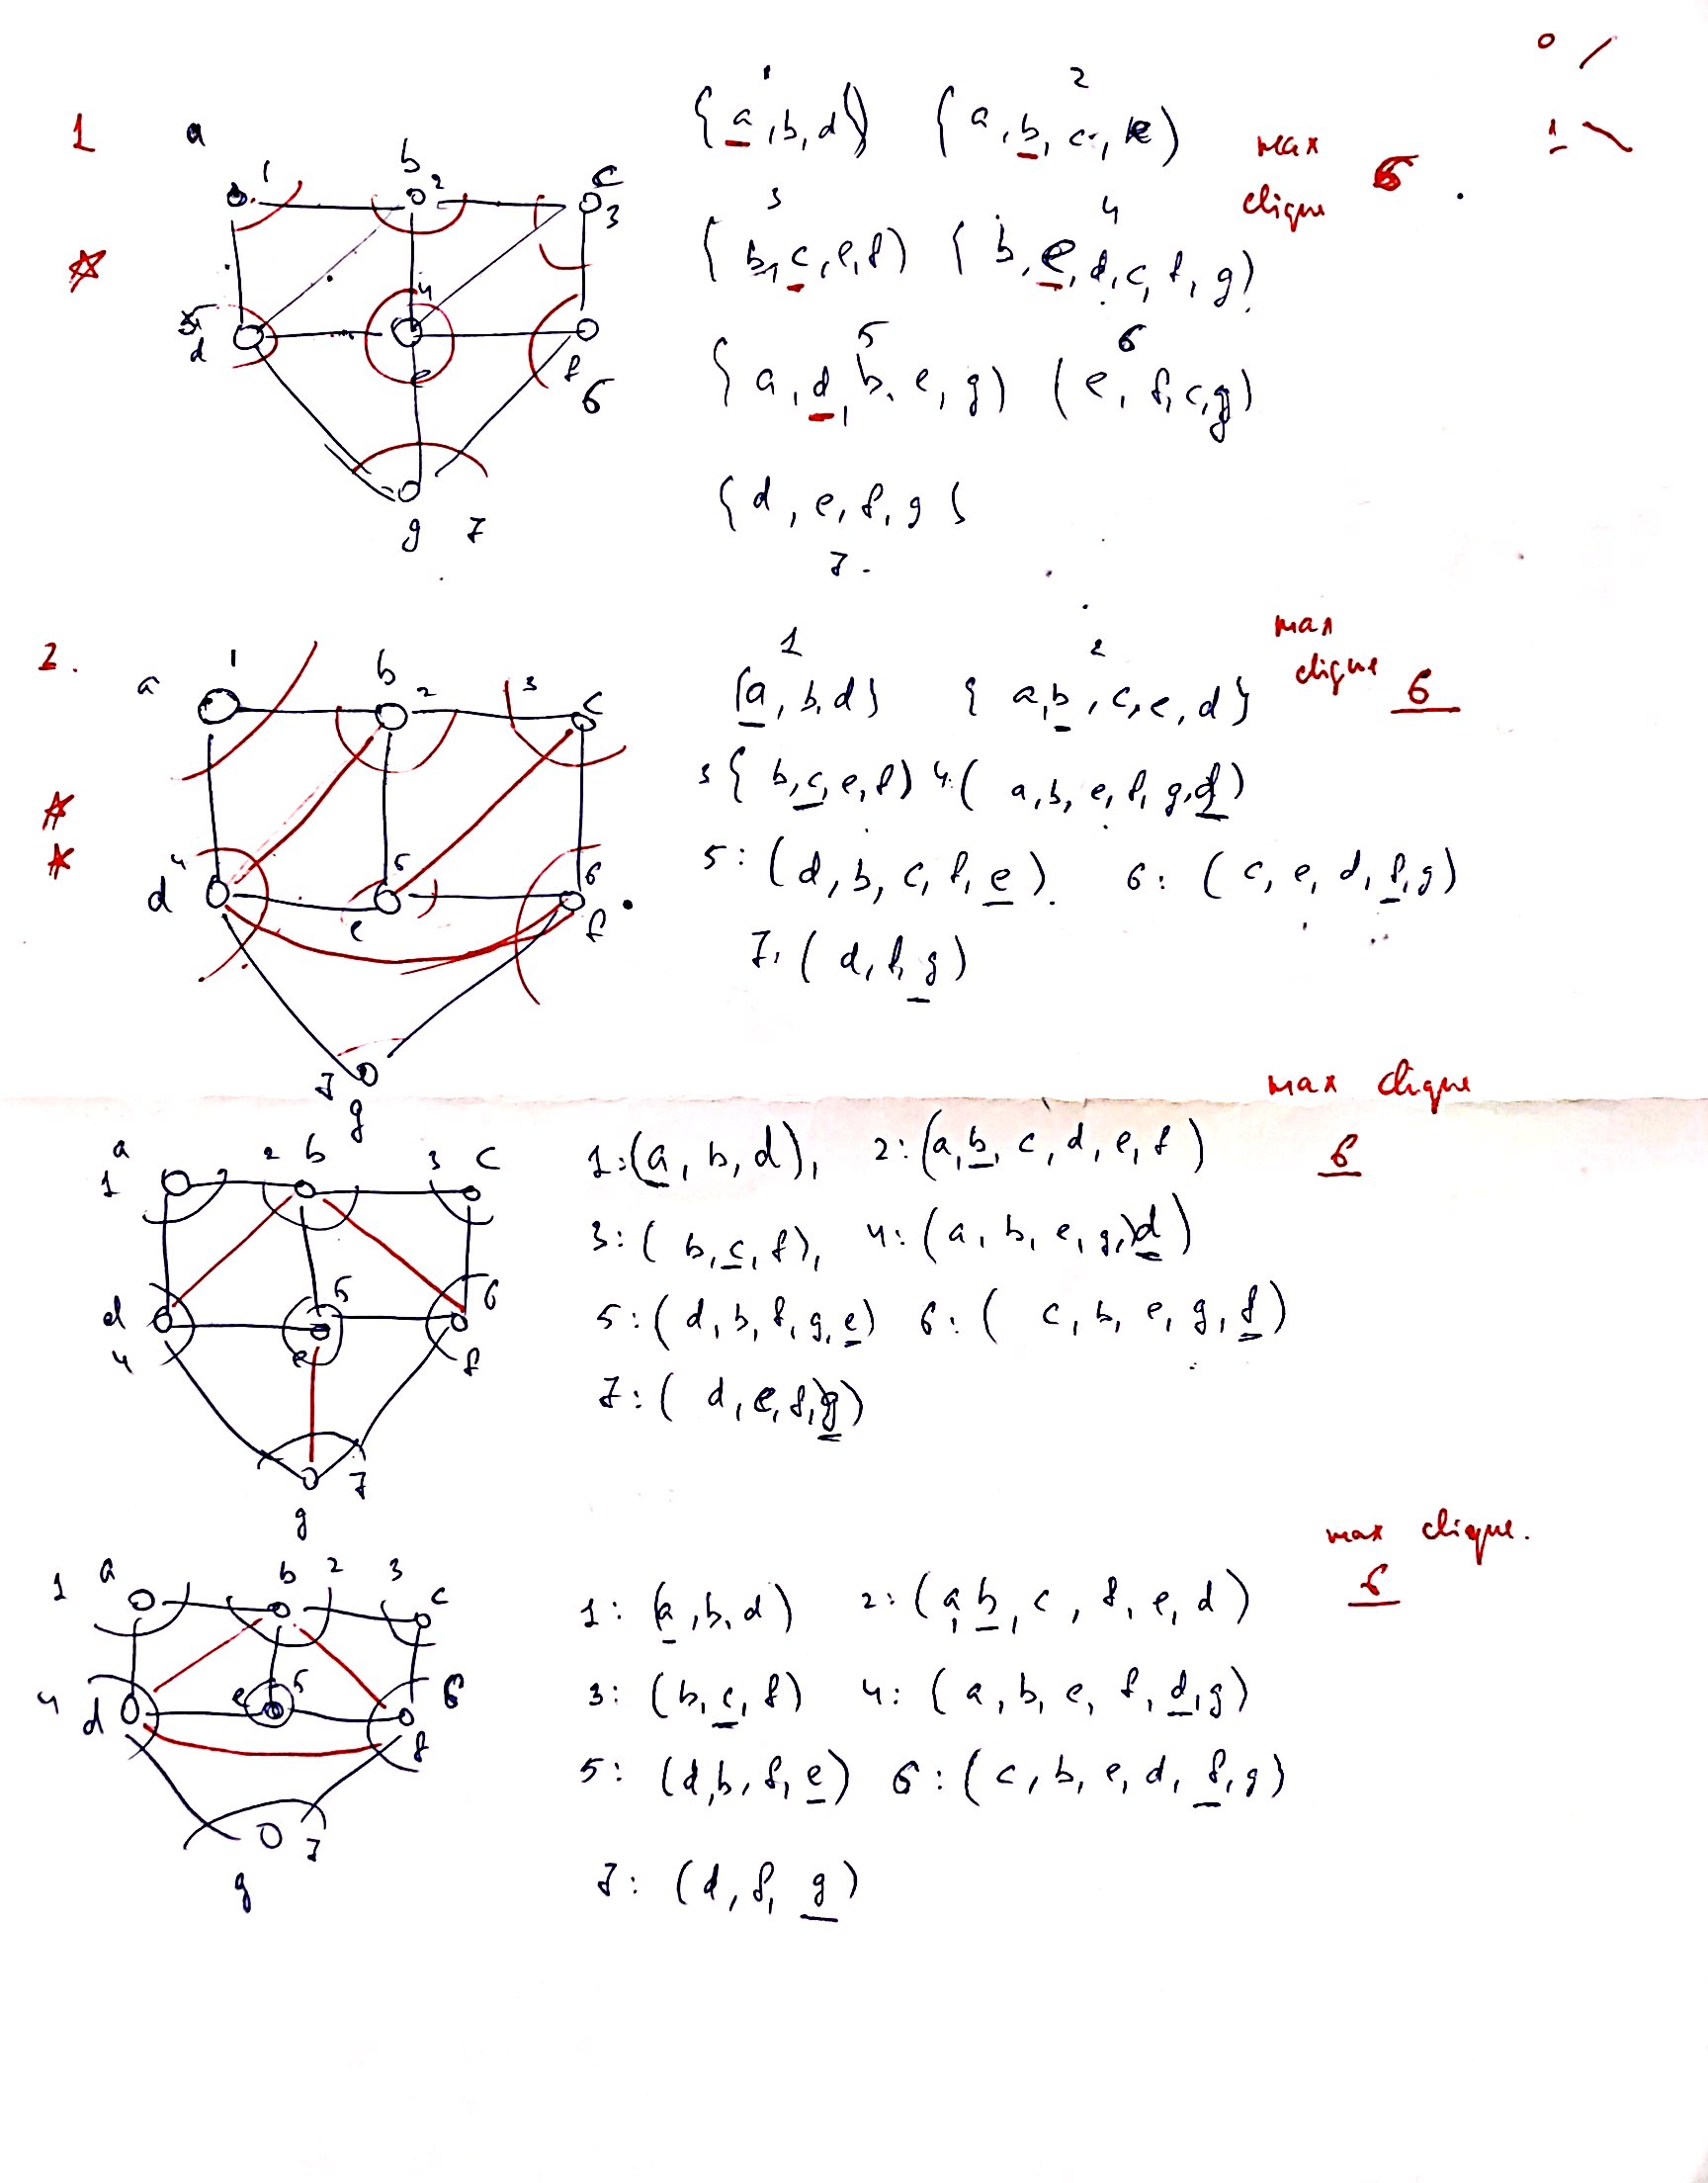 1 a 1 b 2 c 3
5 d 4 e f 6
g 7
1 2
{a, b, d} {a, b, c, e)
3 4
{b, c, e, f) {b, e, d, c, f, g)
5 6
{a, d, b, e, g) (e, f, c, g)
{d, e, f, g}
7.
max
clique 6
0 /
1 \
2. a 1 b 2 3 c
4 d 5 e 6 f
7 g
1 2
{a, b, d} {a, b, c, e, d}
3 {b, c, e, f) 4: (a, b, e, f, g, d)
5: (d, b, c, f, e). 6: (c, e, d, f, g)
7. (d, f, g)
max
clique 6
a 1 2 b 3 c
d 4 5 e 6 f
7 g
1: (a, b, d), 2: (a, b, c, d, e, f)
3: (b, c, f), 4: (a, b, e, g, d)
5: (d, b, f, g, e) 6: (c, b, e, g, f)
7: (d, e, f, g)
max clique
6
1 a b 2 3 c
4 d e 5 6 f
7 g
1: (a, b, d) 2: (a, b, c, f, e, d)
3: (b, c, f) 4: (a, b, e, f, d, g)
5: (d, b, f, e) 6: (c, b, e, d, f, g)
7: (d, f, g)
max clique.
6